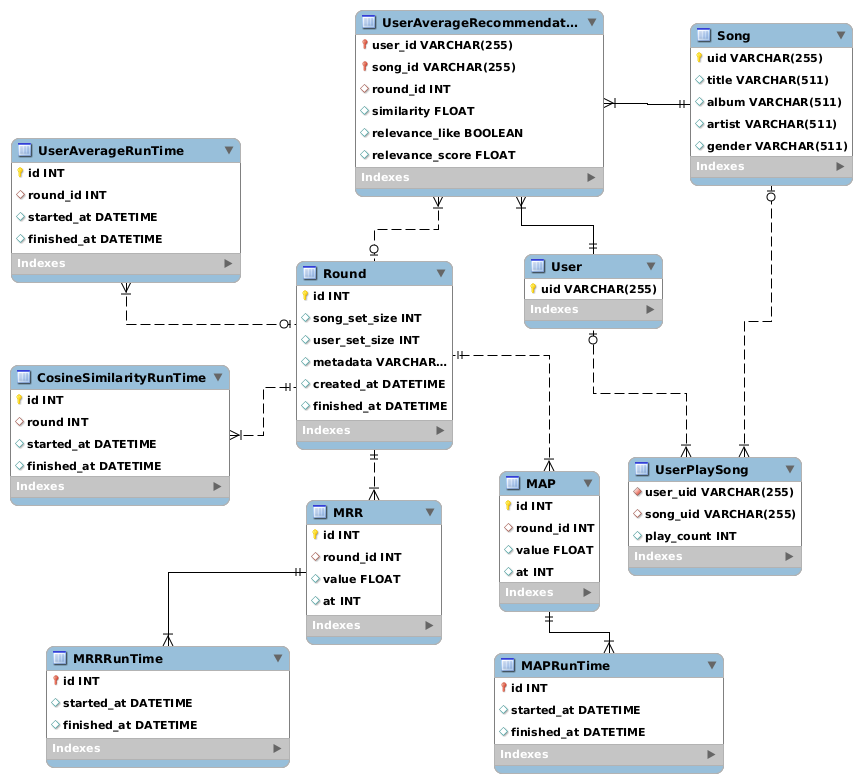 UserAverageRecommendat...
user_id VARCHAR(255)
song_id VARCHAR(255)
round_id INT
similarity FLOAT
relevance_like BOOLEAN
relevance_score FLOAT
Indexes
Song
uid VARCHAR(255)
title VARCHAR(511)
album VARCHAR(511)
artist VARCHAR(511)
gender VARCHAR(511)
Indexes
UserAverageRunTime
id INT
round_id INT
started_at DATETIME
finished_at DATETIME
Indexes
Round
id INT
song_set_size INT
user_set_size INT
metadata VARCHAR...
created_at DATETIME
finished_at DATETIME
Indexes
User
uid VARCHAR(255)
Indexes
CosineSimilarityRunTime
id INT
round INT
started_at DATETIME
finished_at DATETIME
Indexes
MRR
id INT
round_id INT
value FLOAT
at INT
Indexes
MAP
id INT
round_id INT
value FLOAT
at INT
Indexes
UserPlaySong
user_uid VARCHAR(255)
song_uid VARCHAR(255)
play_count INT
Indexes
MRRRunTime
id INT
started_at DATETIME
finished_at DATETIME
Indexes
MAPRunTime
id INT
started_at DATETIME
finished_at DATETIME
Indexes